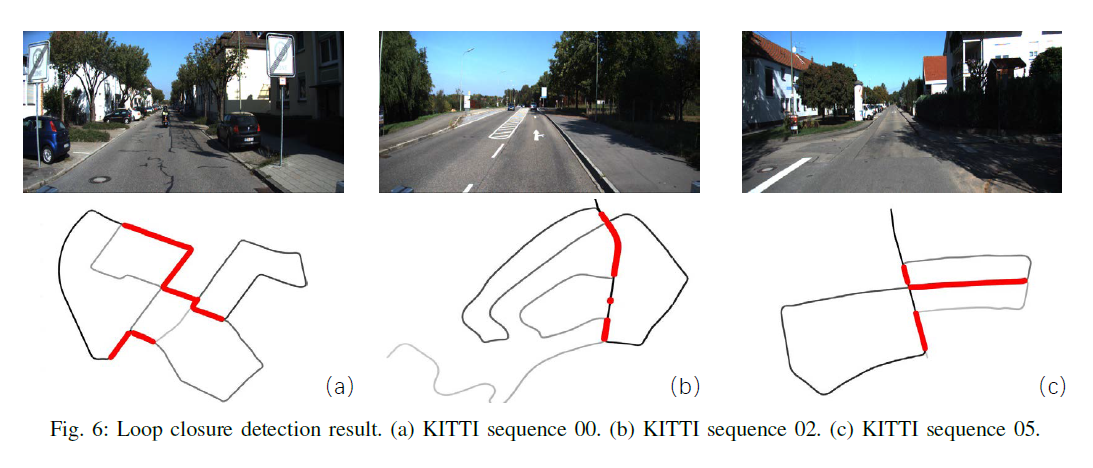 (a)
(b)
(c)
Fig. 6: Loop closure detection result. (a) KITTI sequence 00. (b) KITTI sequence 02. (c) KITTI sequence 05.